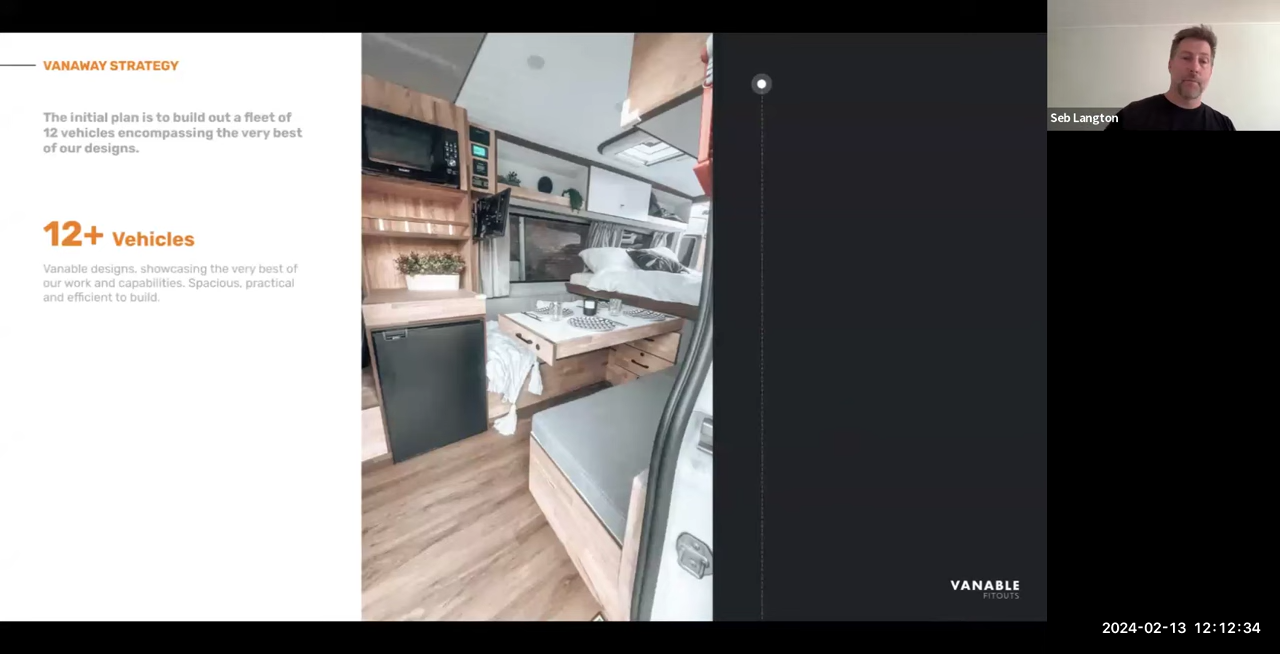 VANAWAY STRATEGY
The initial plan is to build out a fleet of
12 vehicles encompassing the very best
of our designs.
12+ Vehicles
Vanable designs, showcasing the very best of
our work and capabilities. Spacious, practical
and efficient to build.
VANABLE
FITOUTS
Seb Langton
2024-02-13 12:12:34